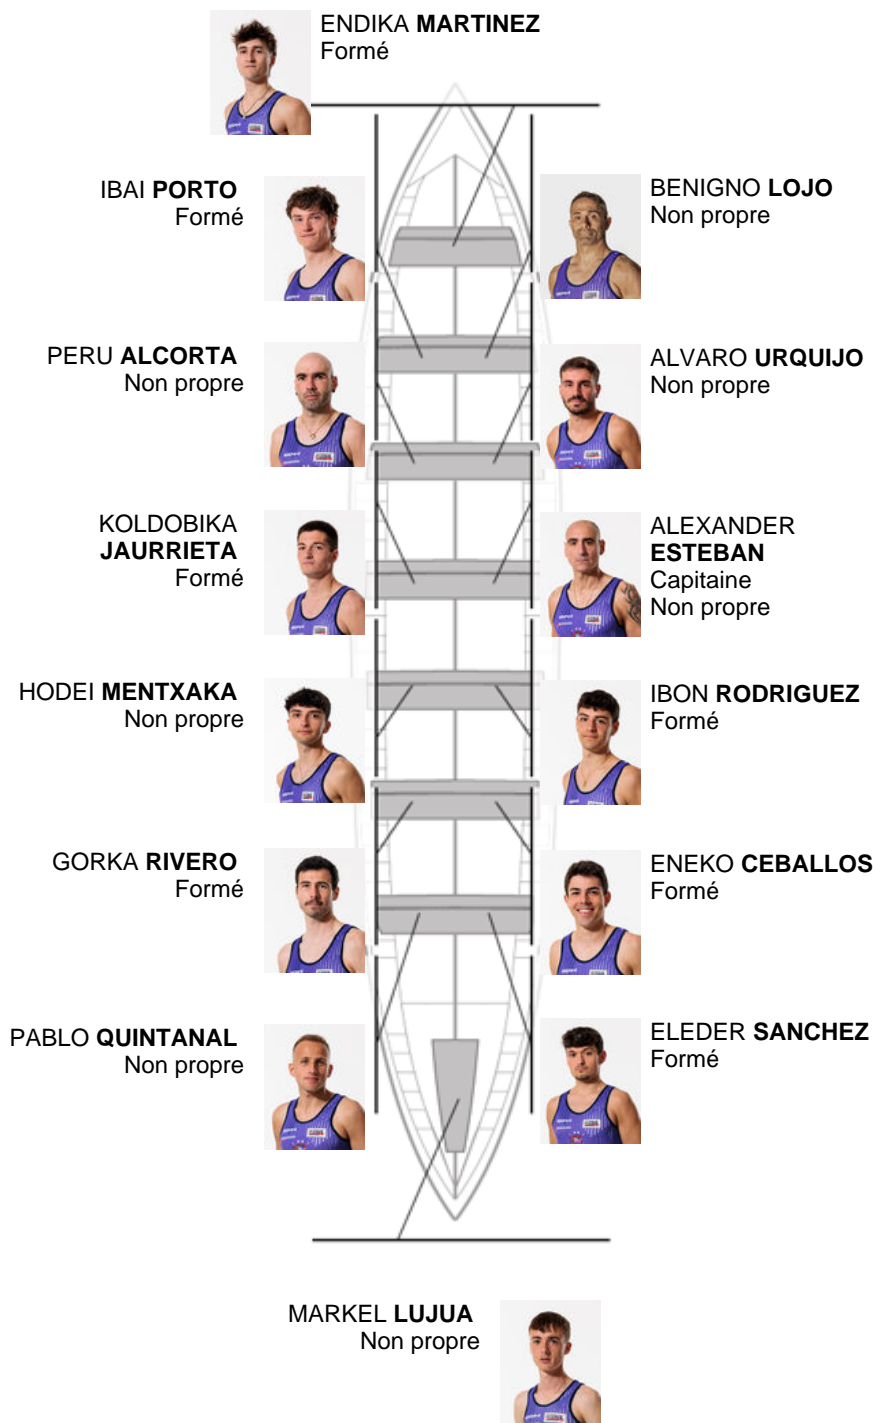 ENDIKA MARTINEZ
Formé
IBAI PORTO
Formé
BENIGNO LOJO
Non propre
PERU ALCORTA
Non propre
ALVARO URQUIJO
Non propre
KOLDOBIKA
JAURRIETA
Formé
ALEXANDER
ESTEBAN
Capitaine
Non propre
HODEI MENTXAKA
Non propre
IBON RODRIGUEZ
Formé
GORKA RIVERO
Formé
ENEKO CEBALLOS
Formé
PABLO QUINTANAL
Non propre
ELEDER SANCHEZ
Formé
MARKEL LUJUA
Non propre